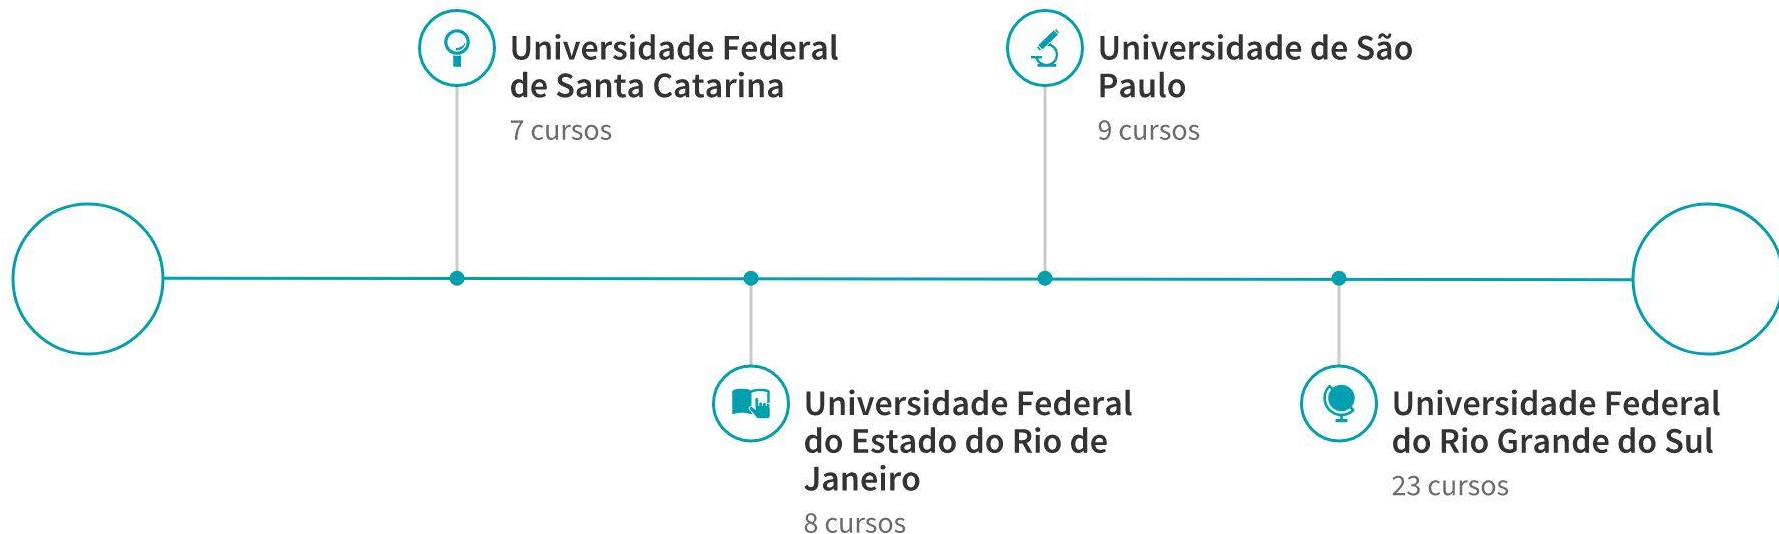 Universidade Federal
de Santa Catarina
7 cursos
Universidade Federal
do Estado do Rio de
Janeiro
8 cursos
Universidade de São
Paulo
9 cursos
Universidade Federal
do Rio Grande do Sul
23 cursos